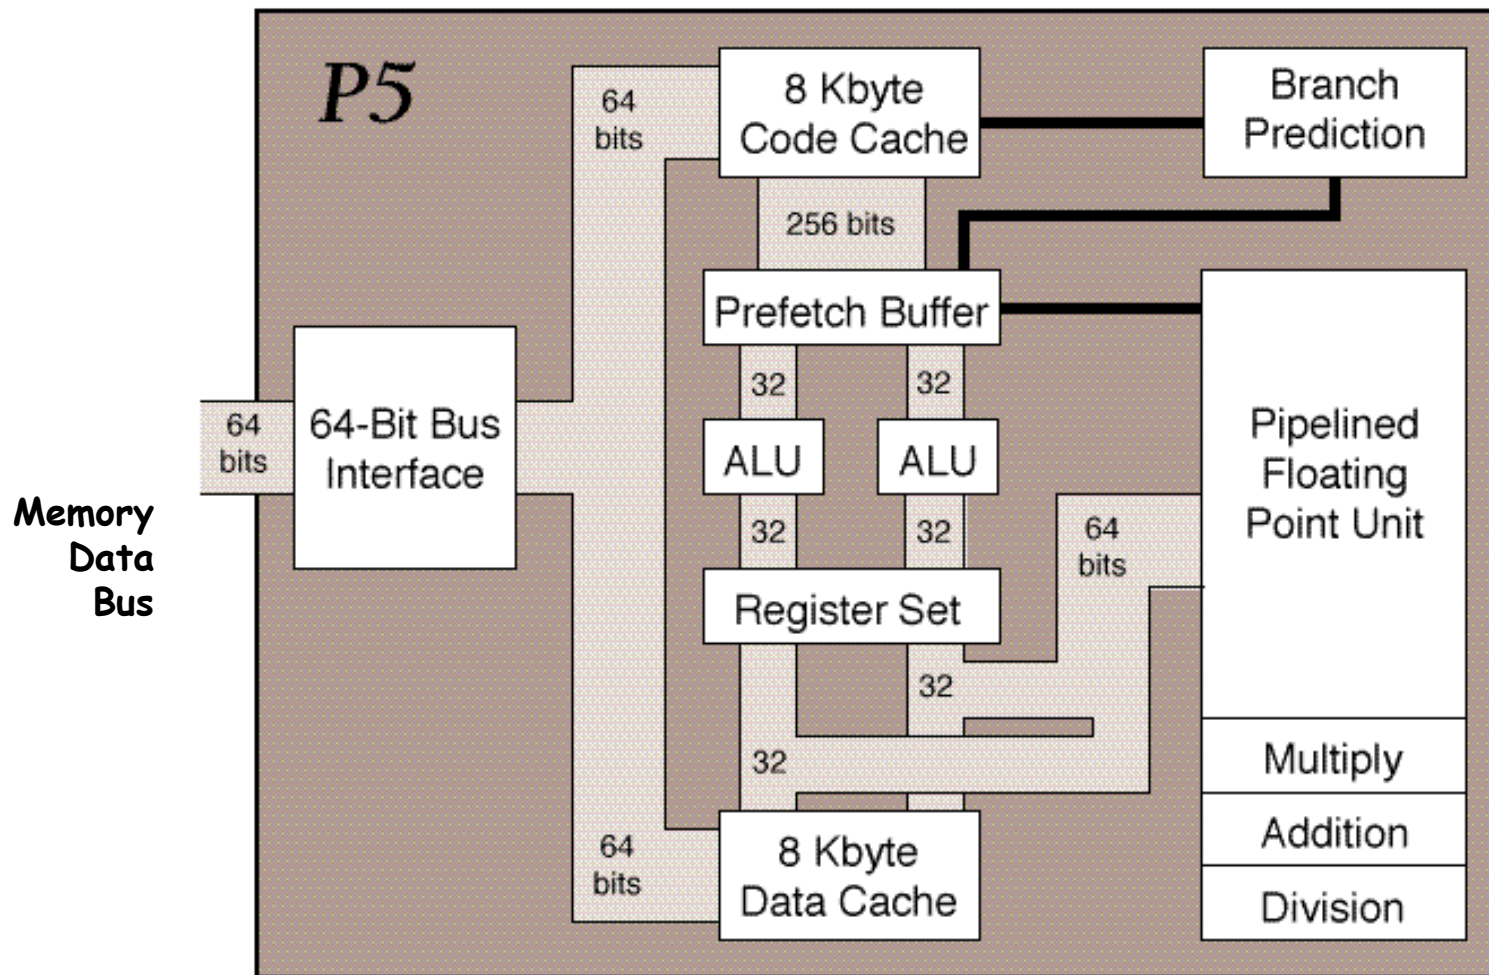 P5
64
bits
8 Kbyte
Code Cache
Branch
Prediction
256 bits
Prefetch Buffer
32
32
64
bits
64-Bit Bus
Interface
ALU
ALU
Pipelined
Floating
Point Unit
Memory
Data
Bus
32
32
64
bits
Register Set
32
32
Multiply
64
bits
8 Kbyte
Data Cache
Addition
Division